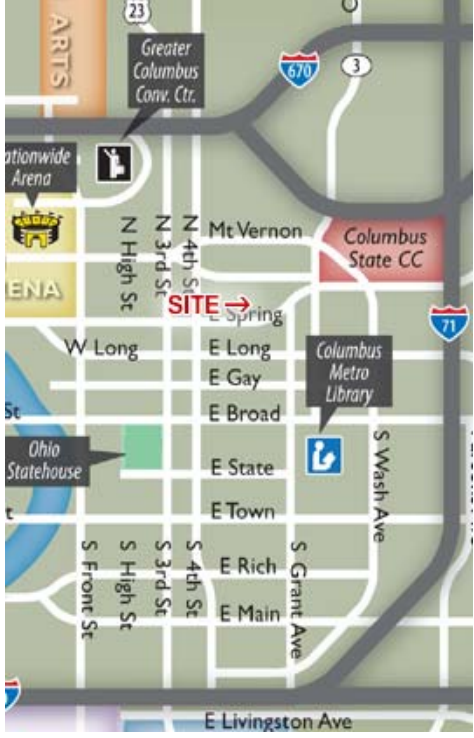 23
ARTS
Greater
Columbus
Conv. Ctr.
670
3
ationwide
Arena
N High St
N 3rd St
N 4th St
Mt Vernon
Columbus
State CC
ENA
SITE →
E Spring
71
W Long
E Long
E Gay
Columbus
Metro
Library
St
E Broad
Ohio
Statehouse
E State
S Wash Ave
t
E Town
S Front St
S High St
S 3rd St
S 4th St
E Rich
S Grant Ave
E Main
E Livingston Ave